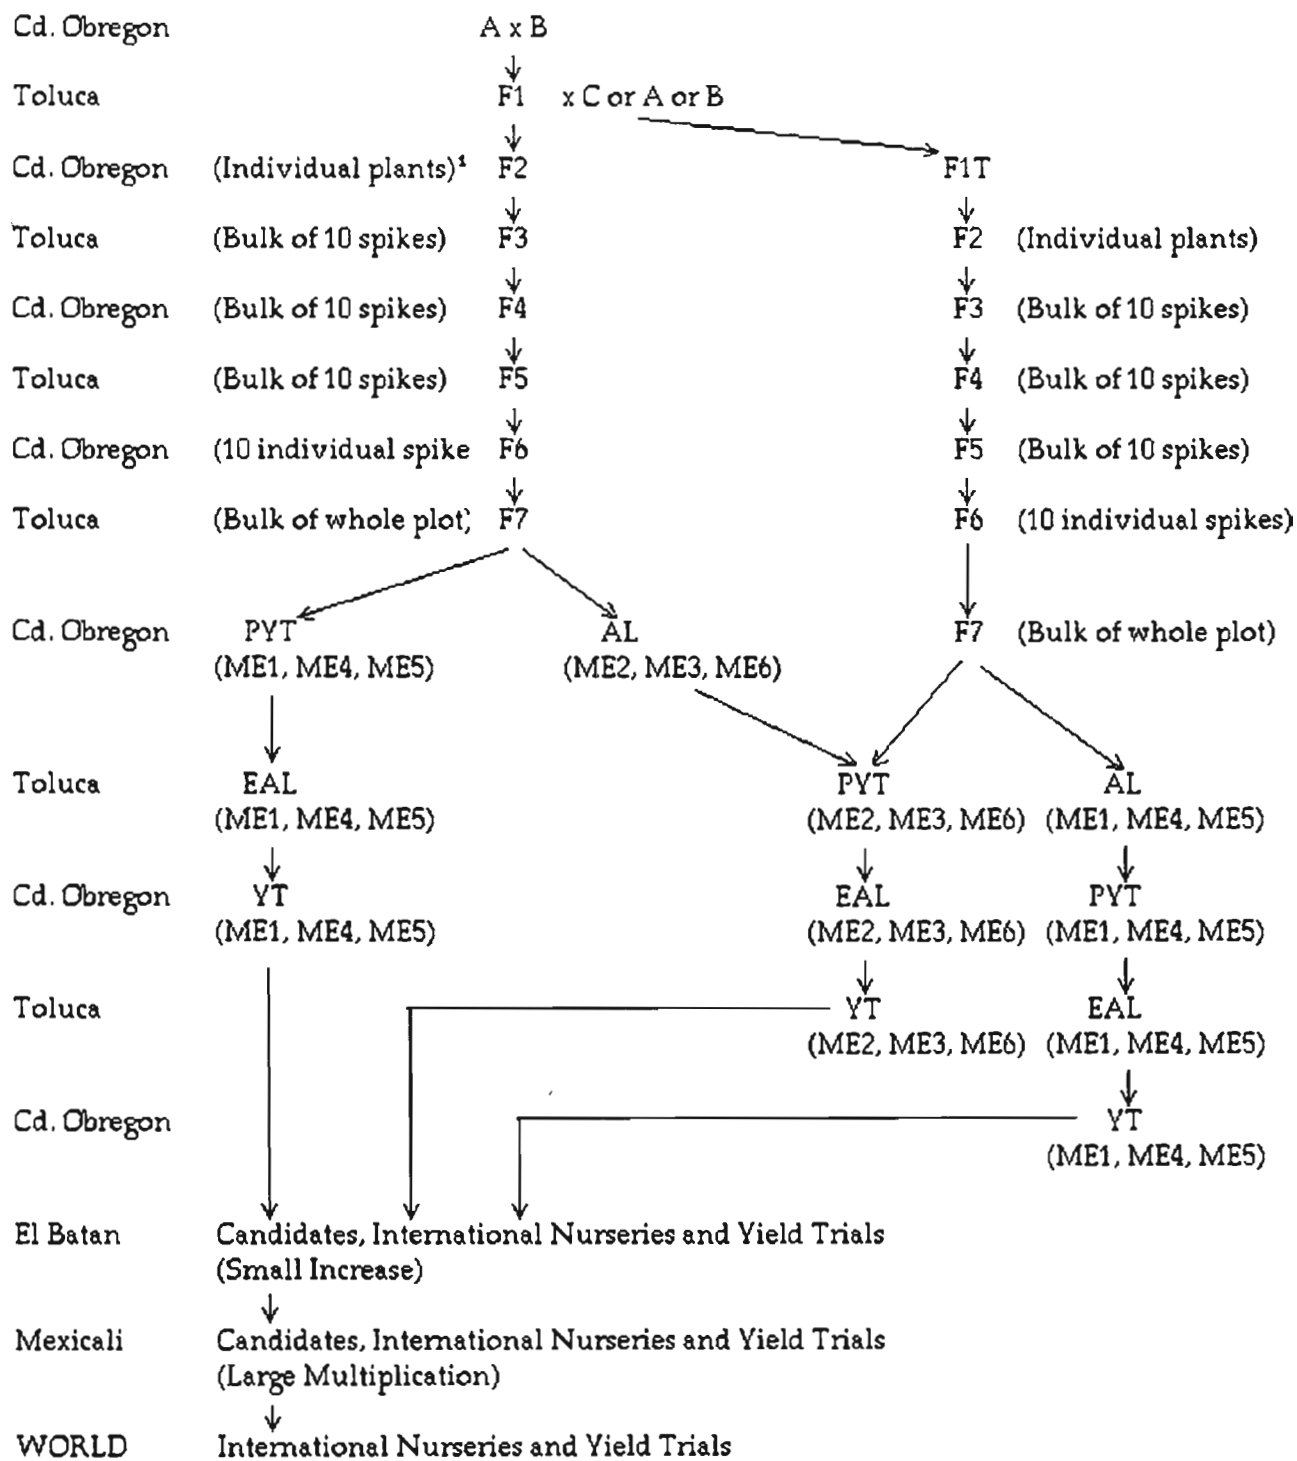 Cd. Obregon A x B
Toluca F1 x C or A or B
Cd. Obregon (Individual plants)¹ F2 F1T
Toluca (Bulk of 10 spikes) F3 F2 (Individual plants)
Cd. Obregon (Bulk of 10 spikes) F4 F3 (Bulk of 10 spikes)
Toluca (Bulk of 10 spikes) F5 F4 (Bulk of 10 spikes)
Cd. Obregon (10 individual spike F6 F5 (Bulk of 10 spikes)
Toluca (Bulk of whole plot) F7 F6 (10 individual spikes)
Cd. Obregon PYT AL F7 (Bulk of whole plot)
(ME1, ME4, ME5) (ME2, ME3, ME6)
Toluca EAL PYT AL
(ME1, ME4, ME5) (ME2, ME3, ME6) (ME1, ME4, ME5)
Cd. Obregon YT EAL PYT
(ME1, ME4, ME5) (ME2, ME3, ME6) (ME1, ME4, ME5)
Toluca YT EAL
(ME2, ME3, ME6) (ME1, ME4, ME5)
Cd. Obregon YT
(ME1, ME4, ME5)
El Batan Candidates, International Nurseries and Yield Trials
(Small Increase)
Mexicali Candidates, International Nurseries and Yield Trials
(Large Multiplication)
WORLD International Nurseries and Yield Trials